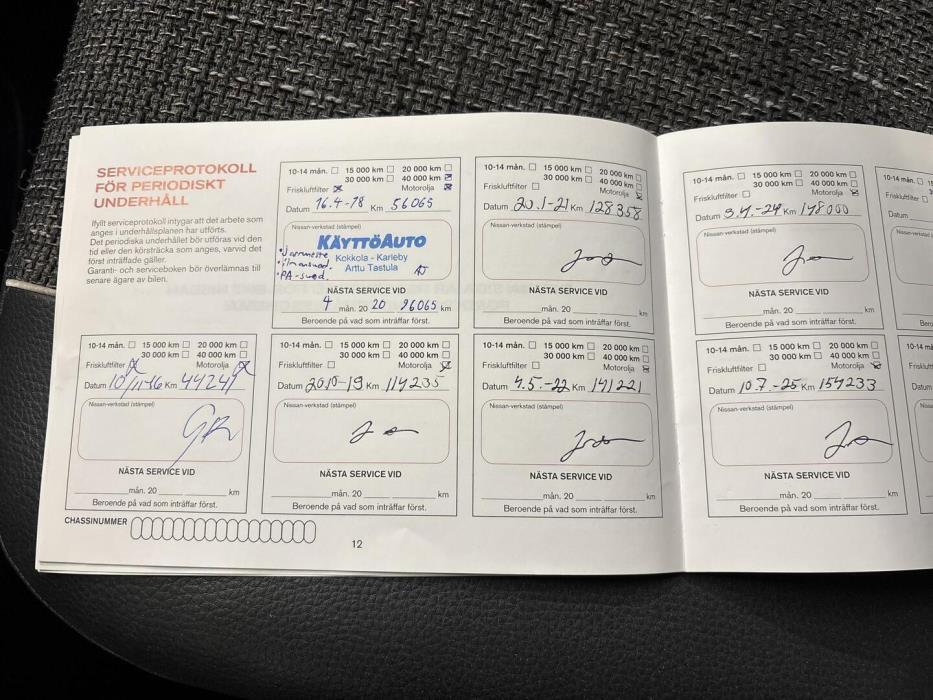 SERVICEPROTOKOLL
FÖR PERIODISKT
UNDERHÅLL
Ifyllt serviceprotokoll intygar att det arbete som
anges i underhållsplanen har utförts.
Det periodiska underhållet bör utföras vid den
tid eller den körsträcka som anges, varvid det
först inträffade gäller.
Garanti- och serviceboken bör överlämnas till
senare ägare av bilen.
10-14 mån. 15 000 km 20 000 km
30 000 km 40 000 km
Friskluftfilter Motorolja
Datum 10/11-16 Km 44247
Nissan-verkstad (stämpel)
NÄSTA SERVICE VID
mån. 20 km
Beroende på vad som inträffar först.
CHASSINUMMER
10-14 mån. 15 000 km 20 000 km
30 000 km 40 000 km
Friskluftfilter Motorolja
Datum 16.4-18 Km 56065
Nissan-verkstad (stämpel)
KÄYTTÖAUTO
Kokkola - Karleby
Arttu Tastula
NÄSTA SERVICE VID
4 mån. 20 20 96065 km
Beroende på vad som inträffar först.
10-14 mån. 15 000 km 20 000 km
30 000 km 40 000 km
Friskluftfilter Motorolja
Datum 20.10-19 Km 114235
Nissan-verkstad (stämpel)
NÄSTA SERVICE VID
mån. 20 km
Beroende på vad som inträffar först.
12
10-14 mån. 15 000 km 20 000 km
30 000 km 40 000 km
Friskluftfilter Motorolja
Datum 20.1-21 Km 128358
Nissan-verkstad (stämpel)
NÄSTA SERVICE VID
mån. 20 km
Beroende på vad som inträffar först.
10-14 mån. 15 000 km 20 000 km
30 000 km 40 000 km
Friskluftfilter Motorolja
Datum 4.5.-22 Km 141221
Nissan-verkstad (stämpel)
NÄSTA SERVICE VID
mån. 20 km
Beroende på vad som inträffar först.
10-14 mån. 15 000 km 20 000 km
30 000 km 40 000 km
Friskluftfilter Motorolja
Datum 3.4.-24 Km 148000
Nissan-verkstad (stämpel)
NÄSTA SERVICE VID
mån. 20 km
Beroende på vad som inträffar först.
10-14 mån. 15 000 km 20 000 km
30 000 km 40 000 km
Friskluftfilter Motorolja
Datum 10.7.-25 Km 154233
Nissan-verkstad (stämpel)
NÄSTA SERVICE VID
mån. 20 km
Beroende på vad som inträffar först.
10-14 mån.
Datum